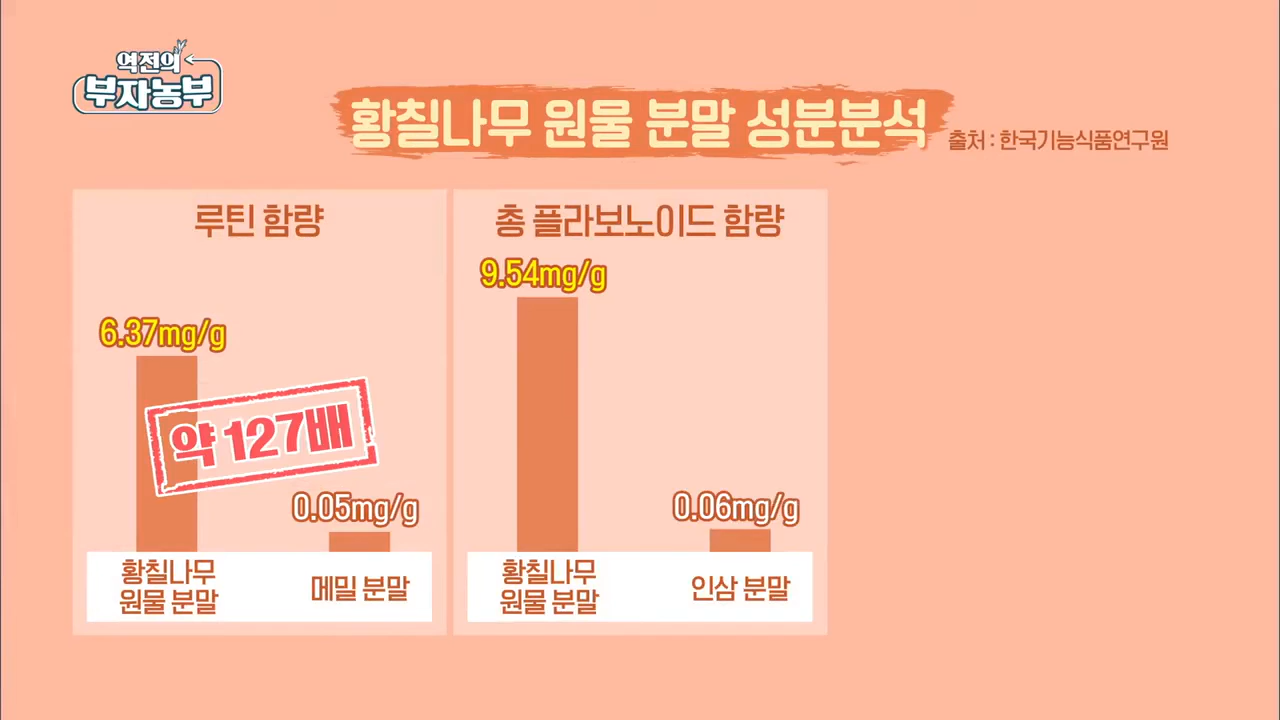 역전의
부자농부
황칠나무 원물 분말 성분분석
출처 : 한국기능식품연구원
루틴 함량
6.37mg/g
약 127배
0.05mg/g
황칠나무
원물 분말
메밀 분말
총 플라보노이드 함량
9.54mg/g
0.06mg/g
황칠나무
원물 분말
인삼 분말